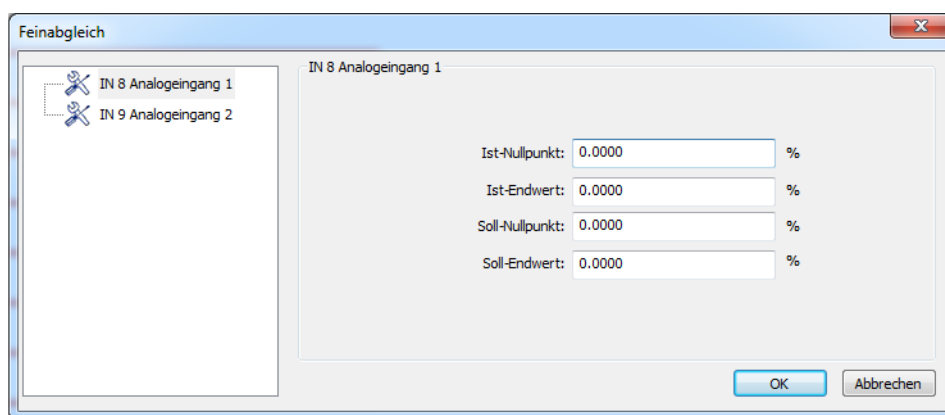 Feinabgleich
IN 8 Analogeingang 1
IN 9 Analogeingang 2
IN 8 Analogeingang 1
Ist-Nullpunkt: 0.0000 %
Ist-Endwert: 0.0000 %
Soll-Nullpunkt: 0.0000 %
Soll-Endwert: 0.0000 %
OK Abbrechen